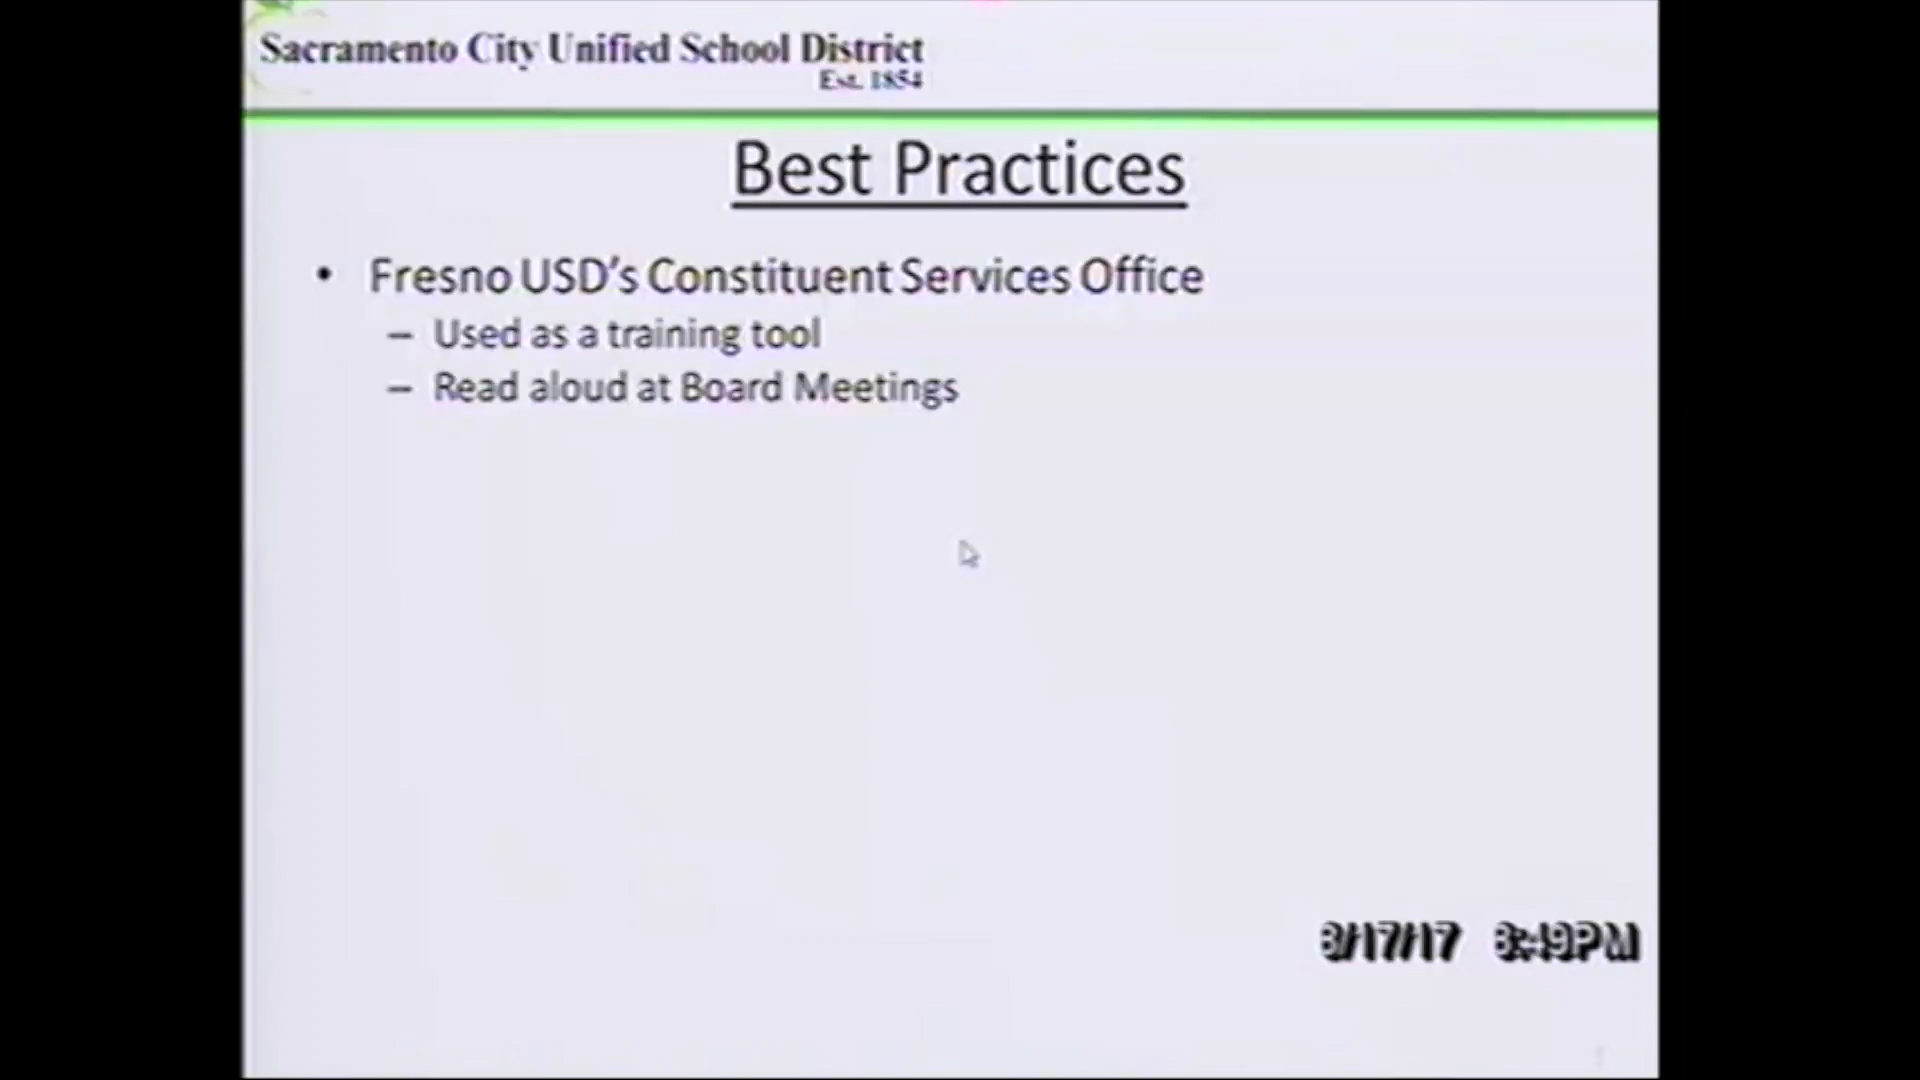 Sacramento City Unified School District
Est. 1854
Best Practices
• Fresno USD's Constituent Services Office
– Used as a training tool
– Read aloud at Board Meetings
8/17/17 8:49PM